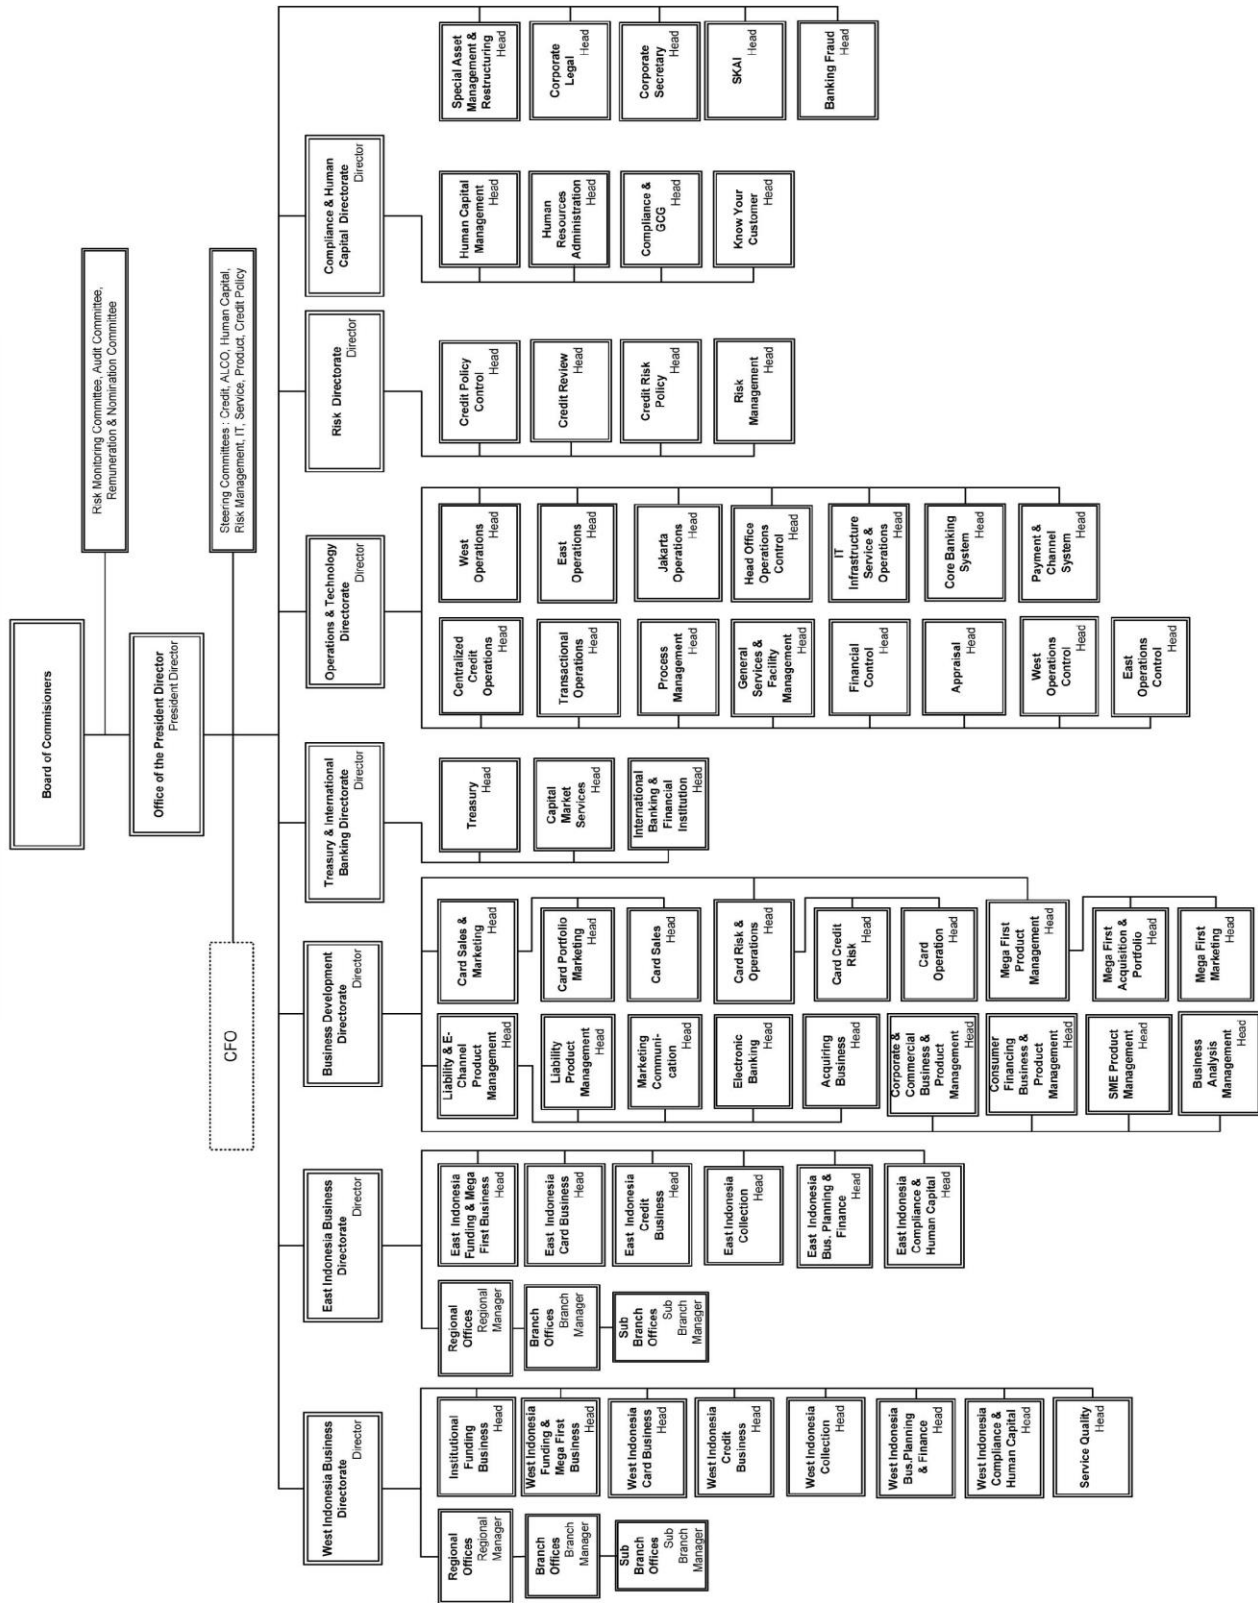 Board of Commisioners
Risk Monitoring Committee, Audit Committee,
Remuneration & Nomination Committee
Office of the President Director
President Director
CFO
Steering Committees : Credit, ALCO, Human Capital,
Risk Management, IT, Service, Product, Credit Policy
West Indonesia Business
Directorate
Director
Regional
Offices
Regional
Manager
Branch
Offices
Branch
Manager
Sub
Branch
Offices
Sub
Branch
Manager
Institutional
Funding
Business
Head
West Indonesia
Funding &
Mega First
Business
Head
West Indonesia
Card Business
Head
West Indonesia
Credit
Business
Head
West Indonesia
Collection
Head
West Indonesia
Bus.Planning
& Finance
Head
West Indonesia
Compliance &
Human Capital
Head
Service Quality
Head
East Indonesia Business
Directorate
Director
Regional
Offices
Regional
Manager
Branch
Offices
Branch
Manager
Sub
Branch
Offices
Sub
Branch
Manager
East Indonesia
Funding & Mega
First Business
Head
East Indonesia
Card Business
Head
East Indonesia
Credit
Business
Head
East Indonesia
Collection
Head
East Indonesia
Bus. Planning &
Finance
Head
East Indonesia
Compliance &
Human Capital
Head
Business Development
Directorate
Director
Liability & E-
Channel
Product
Management
Head
Liability
Product
Management
Head
Marketing
Communi-
cation
Head
Electronic
Banking
Head
Acquiring
Business
Head
Corporate &
Commercial
Business &
Product
Management
Head
Consumer
Financing
Business &
Product
Management
Head
SME Product
Management
Head
Business
Analysis
Management
Head
Card Sales &
Marketing
Head
Card Portfolio
Marketing
Head
Card Sales
Head
Card Risk &
Operations
Head
Card Credit
Risk
Head
Card
Operation
Head
Mega First
Product
Management
Head
Mega First
Acquisition &
Portfolio
Head
Mega First
Marketing
Head
Treasury & International
Banking Directorate
Director
Treasury
Head
Capital
Market
Services
Head
International
Banking &
Financial
Institution
Head
Operations & Technology
Directorate
Director
Centralized
Credit
Operations
Head
Transactional
Operations
Head
Process
Management
Head
General
Services &
Facility
Management
Head
Financial
Control
Head
Appraisal
Head
West
Operations
Control
Head
East
Operations
Control
Head
West
Operations
Head
East
Operations
Head
Jakarta
Operations
Head
Head Office
Operations
Control
Head
IT
Infrastructure
Service &
Operations
Head
Core Banking
System
Head
Payment &
Channel
System
Head
Risk Directorate
Director
Credit Policy
Control
Head
Credit Review
Head
Credit Risk
Policy
Head
Risk
Management
Head
Compliance & Human
Capital Directorate
Director
Human Capital
Management
Head
Human
Resources
Administration
Head
Compliance &
GCG
Head
Know Your
Customer
Head
Special Asset
Management &
Restructuring
Head
Corporate
Legal
Head
Corporate
Secretary
Head
SKAI
Head
Banking Fraud
Head